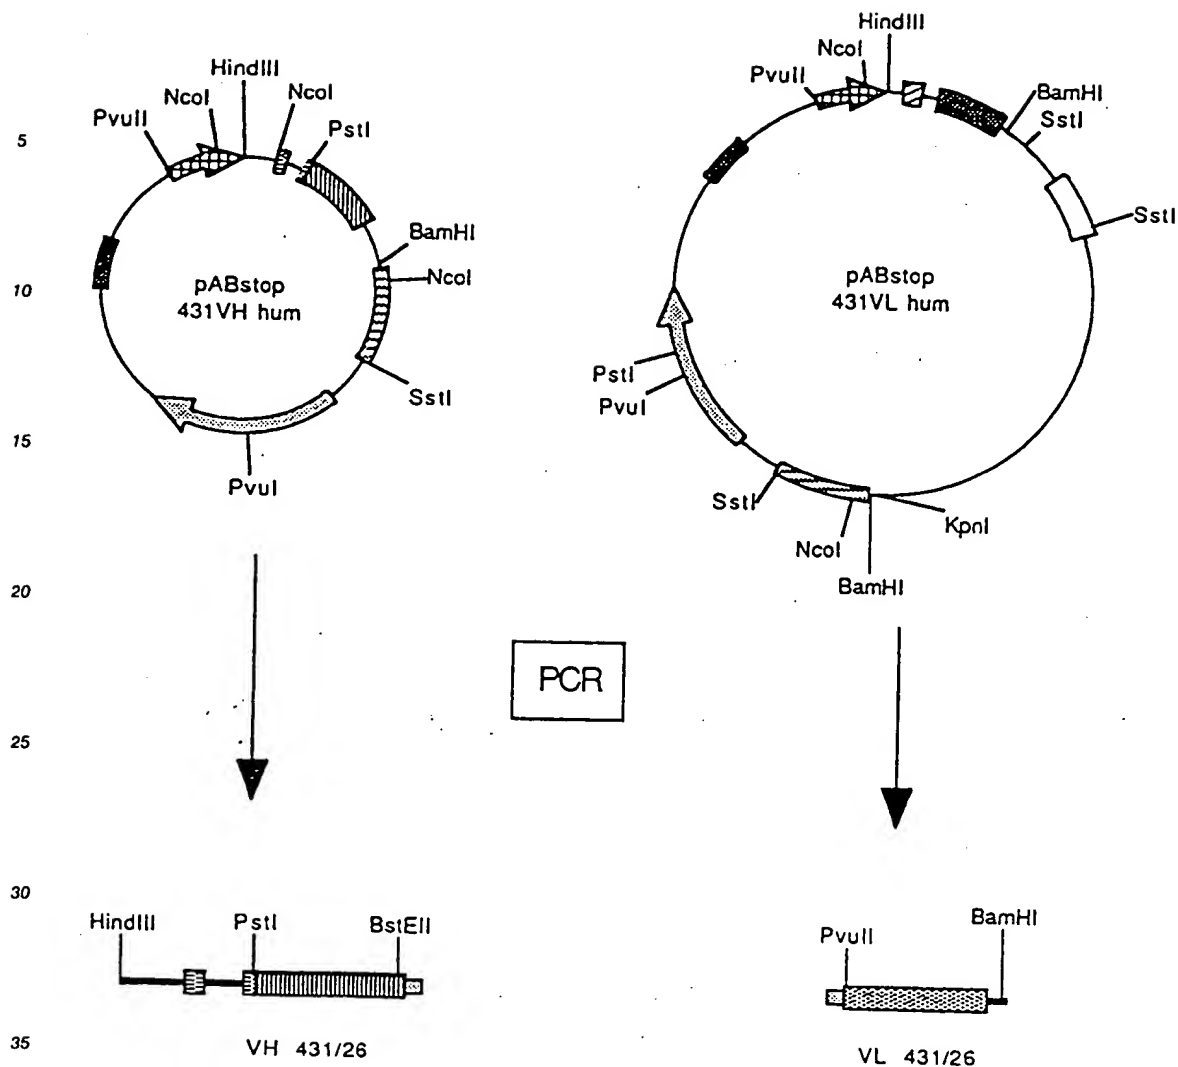 HindIII
NcoI
NcoI
PvuII
PstI
BamHI
NcoI
pABstop
431VH hum
SstI
PvuI
HindIII
NcoI
PvuII
BamHI
SstI
SstI
pABstop
431VL hum
PstI
PvuI
SstI
KpnI
NcoI
BamHI
5
10
15
20
25
30
35
PCR
HindIII
PstI
BstEII
VH 431/26
PvuII
BamHI
VL 431/26